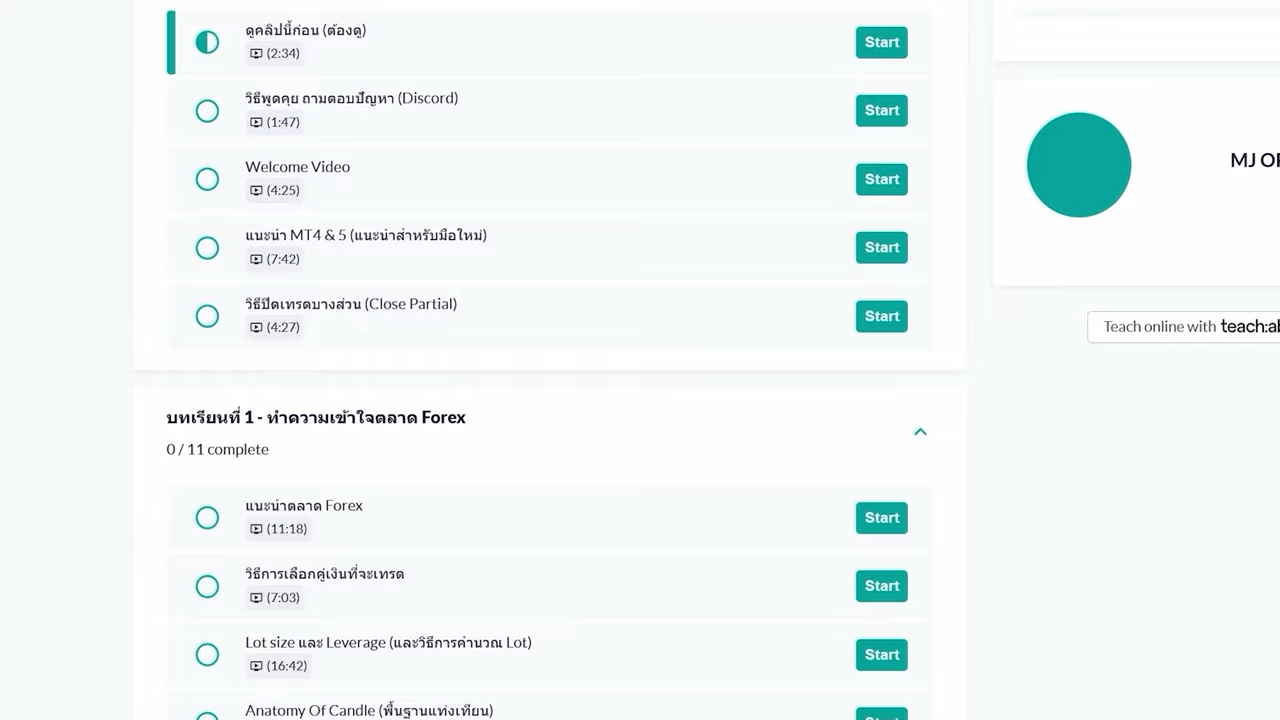 ดูคลิปนี้ก่อน (ต้องดู)
(2:34)
Start
วิธีพูดคุย ถามตอบปัญหา (Discord)
(1:47)
Start
Welcome Video
(4:25)
Start
แนะนำ MT4 & 5 (แนะนำสำหรับมือใหม่)
(7:42)
Start
วิธีปิดเทรดบางส่วน (Close Partial)
(4:27)
Start
MJ
Teach online with
บทเรียนที่ 1 - ทำความเข้าใจตลาด Forex
0 / 11 complete
แนะนำตลาด Forex
(11:18)
Start
วิธีการเลือกคู่เงินที่จะเทรด
(7:03)
Start
Lot size และ Leverage (และวิธีการคำนวณ Lot)
(16:42)
Start
Anatomy Of Candle (พื้นฐานแท่งเทียน)